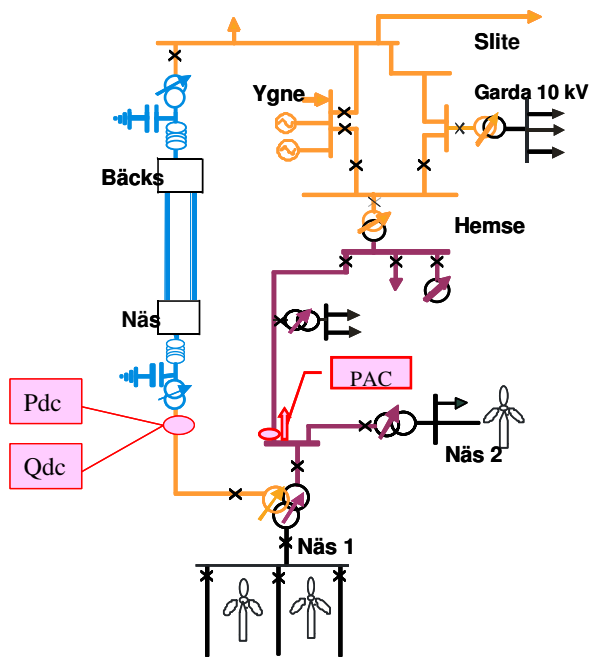 Slite
Ygne
Garda 10 kV
Bäcks
Hemse
Näs
PAC
Pdc
Qdc
Näs 2
Näs 1